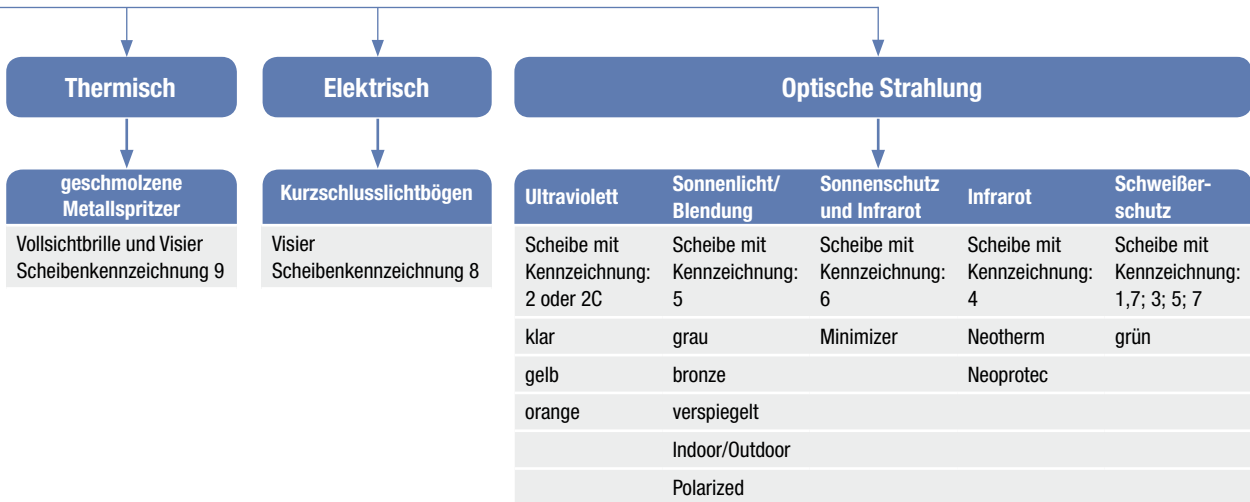 Thermisch
Elektrisch
Optische Strahlung
geschmolzene
Metallspritzer
Vollsichtbrille und Visier
Scheibenkennzeichnung 9
Kurzschlusslichtbögen
Visier
Scheibenkennzeichnung 8
Ultraviolett
Sonnenlicht/
Blendung
Sonnenschutz
und Infrarot
Infrarot
Schweißer-
schutz
Scheibe mit
Kennzeichnung:
2 oder 2C
Scheibe mit
Kennzeichnung:
5
Scheibe mit
Kennzeichnung:
6
Scheibe mit
Kennzeichnung:
4
Scheibe mit
Kennzeichnung:
1,7; 3; 5; 7
klar
grau
Minimizer
Neotherm
grün
gelb
bronze
Neoprotec
orange
verspiegelt
Indoor/Outdoor
Polarized